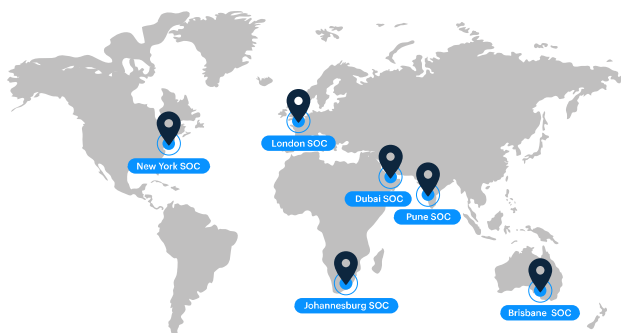 London SOC
New York SOC
Dubai SOC
Pune SOC
Johannesburg SOC
Brisbane SOC